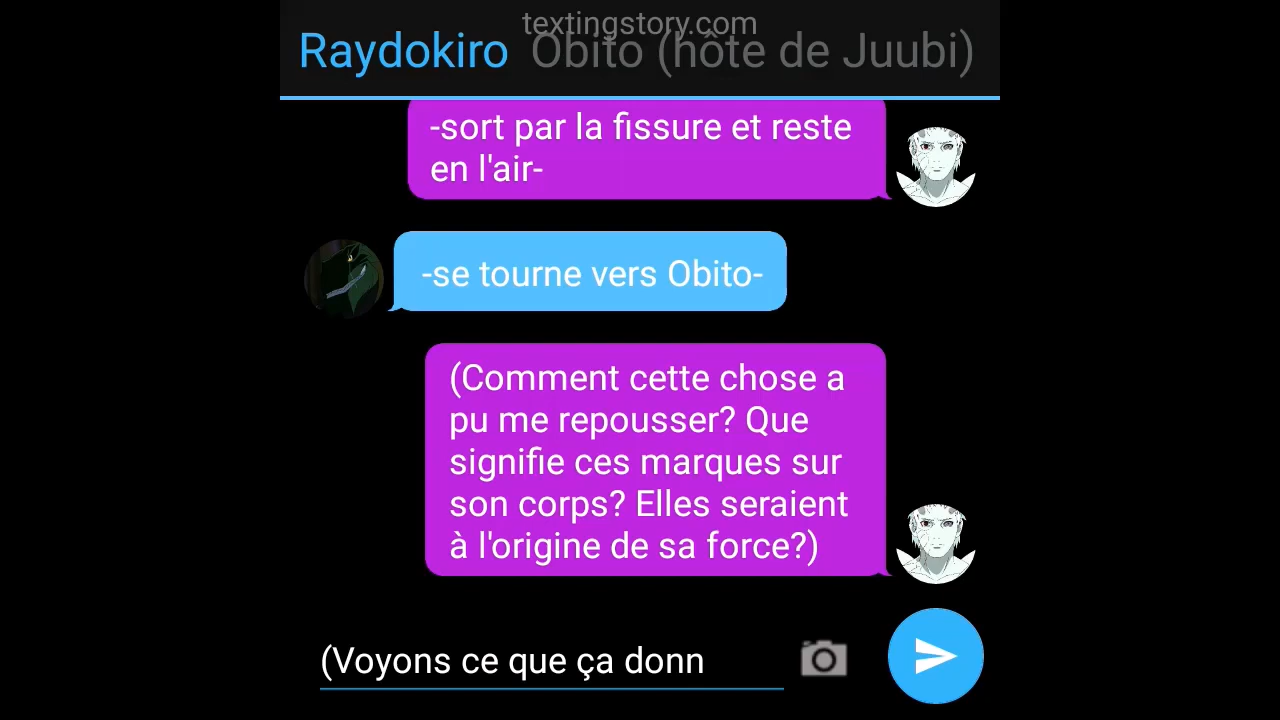 textingstory.com
Raydokiro Obito (hôte de Juubi)
-sort par la fissure et reste
en l'air-
-se tourne vers Obito-
(Comment cette chose a
pu me repousser? Que
signifie ces marques sur
son corps? Elles seraient
à l'origine de sa force?)
(Voyons ce que ça donn